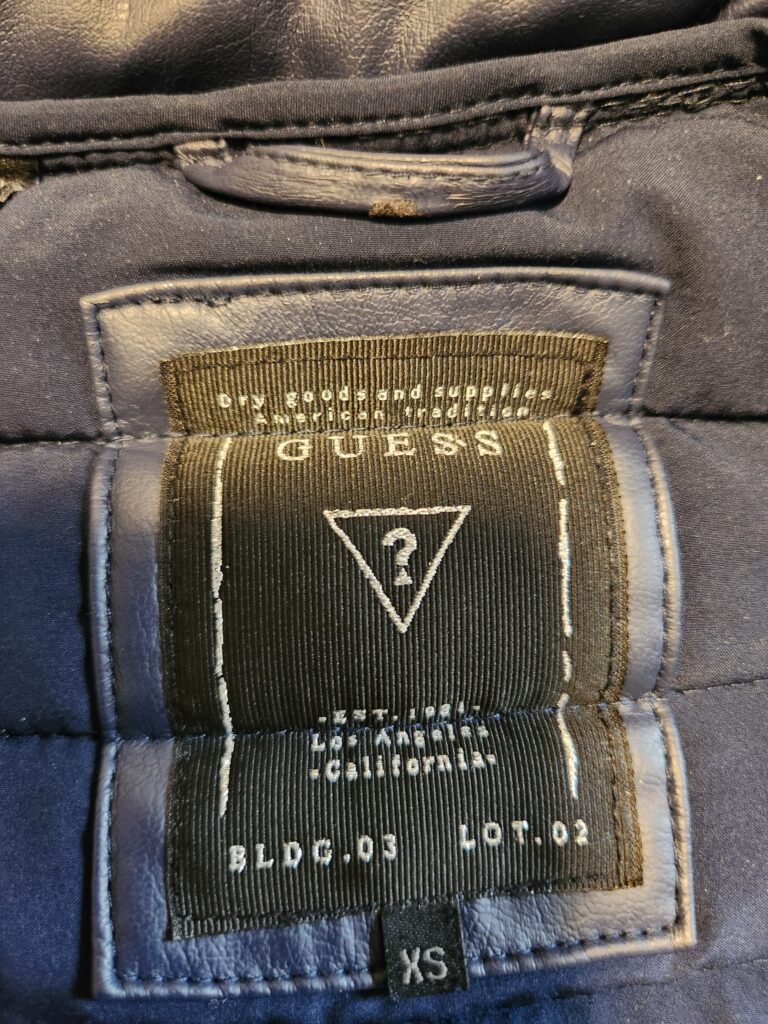 Dry goods and supplies
American tradition
GUESS
?
-EST.1981-
Los Angeles
-California-
BLDG.03 LOT.02
XS